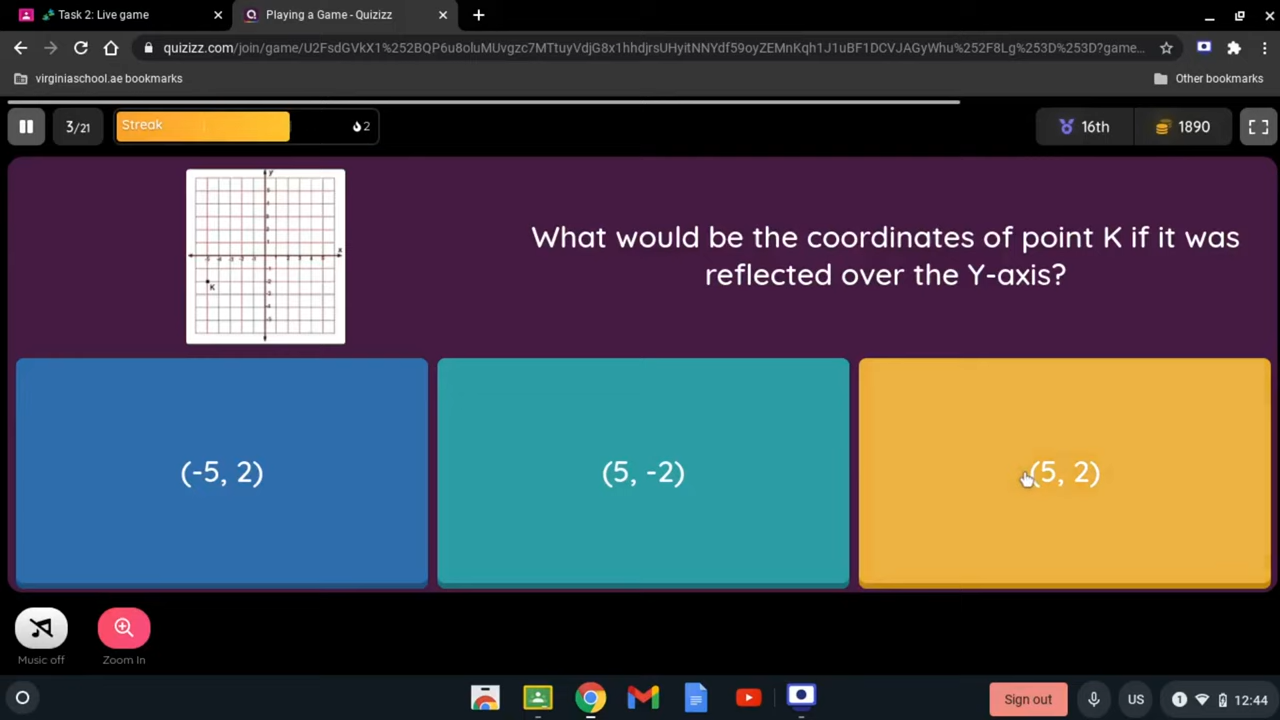 Task 2: Live game
Playing a Game - Quizizz
quizizz.com/join/game/U2FsdGVkX1%252BQP6u8oluMUvgzc7MTtuyVdjG8x1hhdjrsUHyitNNYdf59oyZEMnKqh1J1uBF1DCVJAGyWhu%252F8Lg%253D%253D?game...
virginiaschool.ae bookmarks
Other bookmarks
3/21
Streak
2
16th
1890
y
x
K
What would be the coordinates of point K if it was
reflected over the Y-axis?
(-5, 2)
(5, -2)
(5, 2)
Music off
Zoom In
Sign out
US
1
12:44